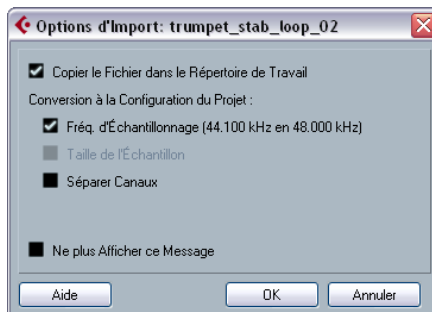 Options d'Import: trumpet_stab_loop_02
Copier le Fichier dans le Répertoire de Travail
Conversion à la Configuration du Projet :
Fréq. d'Échantillonnage (44.100 kHz en 48.000 kHz)
Taille de l'Échantillon
Séparer Canaux
Ne plus Afficher ce Message
Aide
OK
Annuler